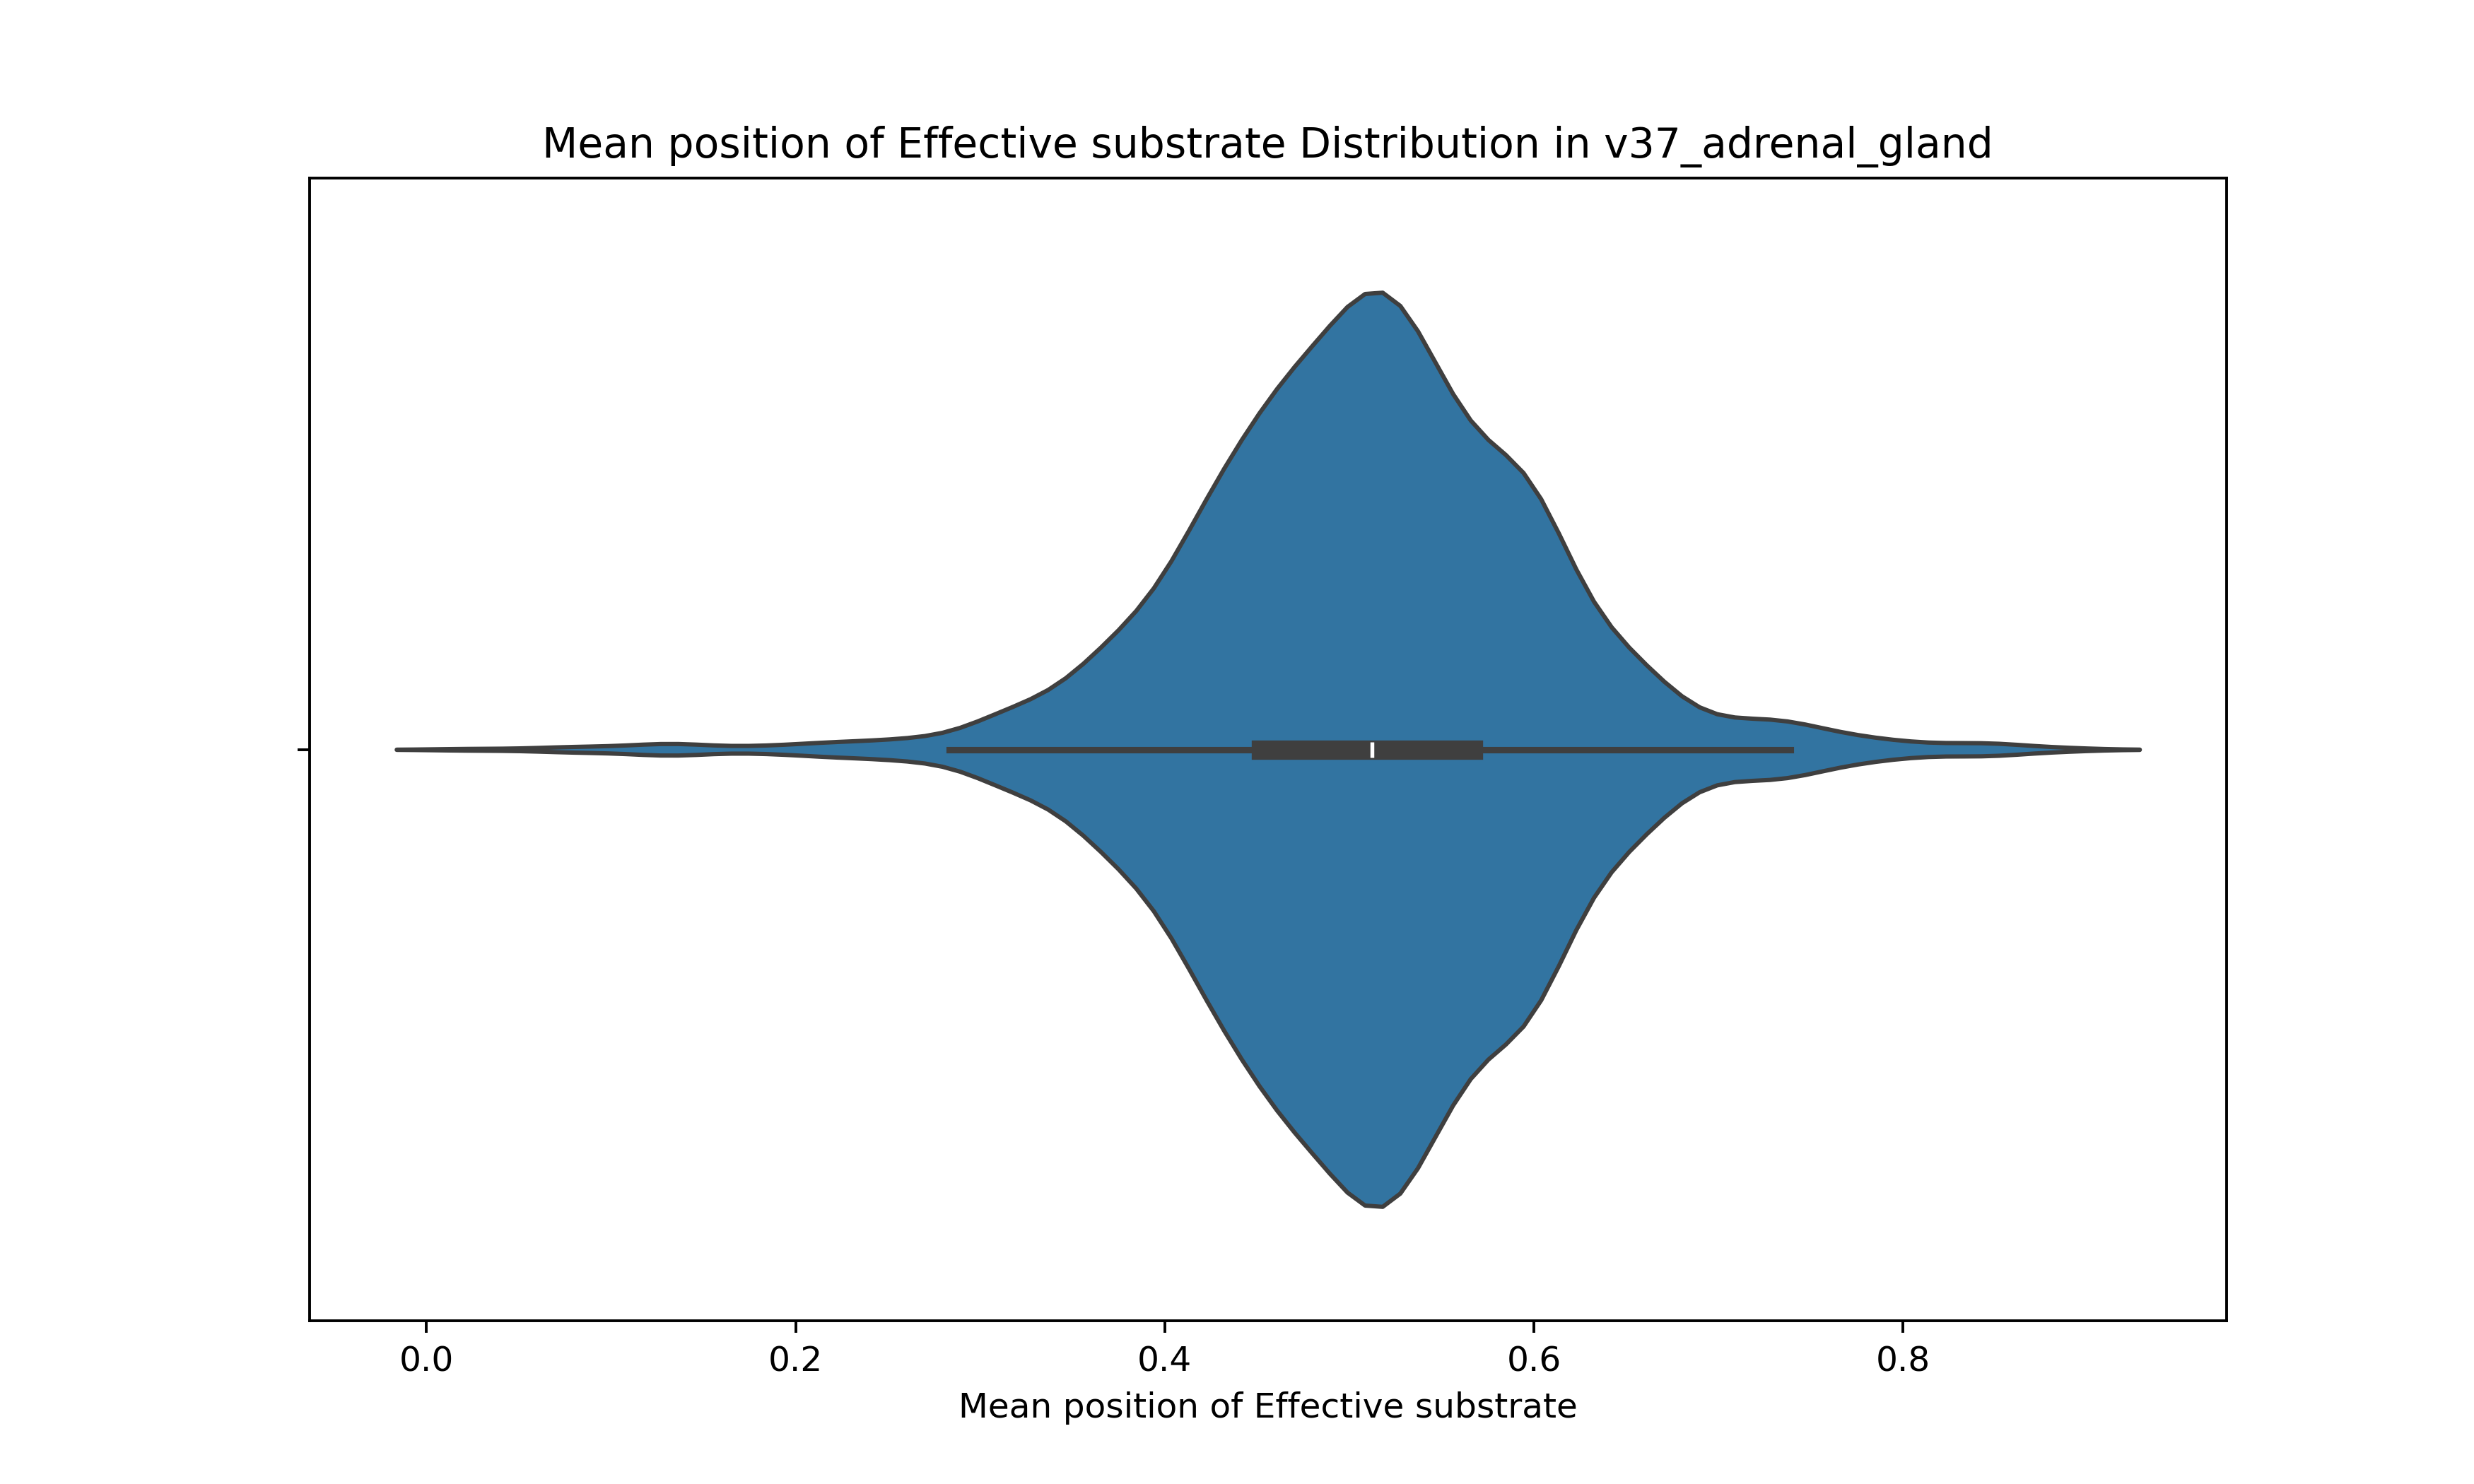 Mean position of Effective substrate Distribution in v37_adrenal_gland
0.0 0.2 0.4 0.6 0.8
Mean position of Effective substrate